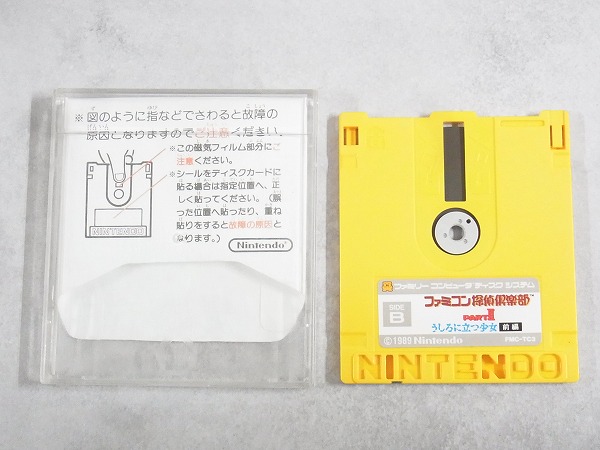 ※図のように指などでさわると故障の
原因となりますのでご注意ください。
※この磁気フィルム部分にご
注意ください。
※シールをディスクカードに
貼る場合は指定位置へ、正
しく貼ってください。(誤
った位置へ貼ったり、重ね
貼りをすると故障の原因と
なります。)
NINTENDO
Nintendo
ファミリー コンピュータ ディスク システム
SIDE
B
ファミコン探偵倶楽部™
PARTⅡ
うしろに立つ少女 前編
©1989 Nintendo
FMC-TC2
NINTENDO